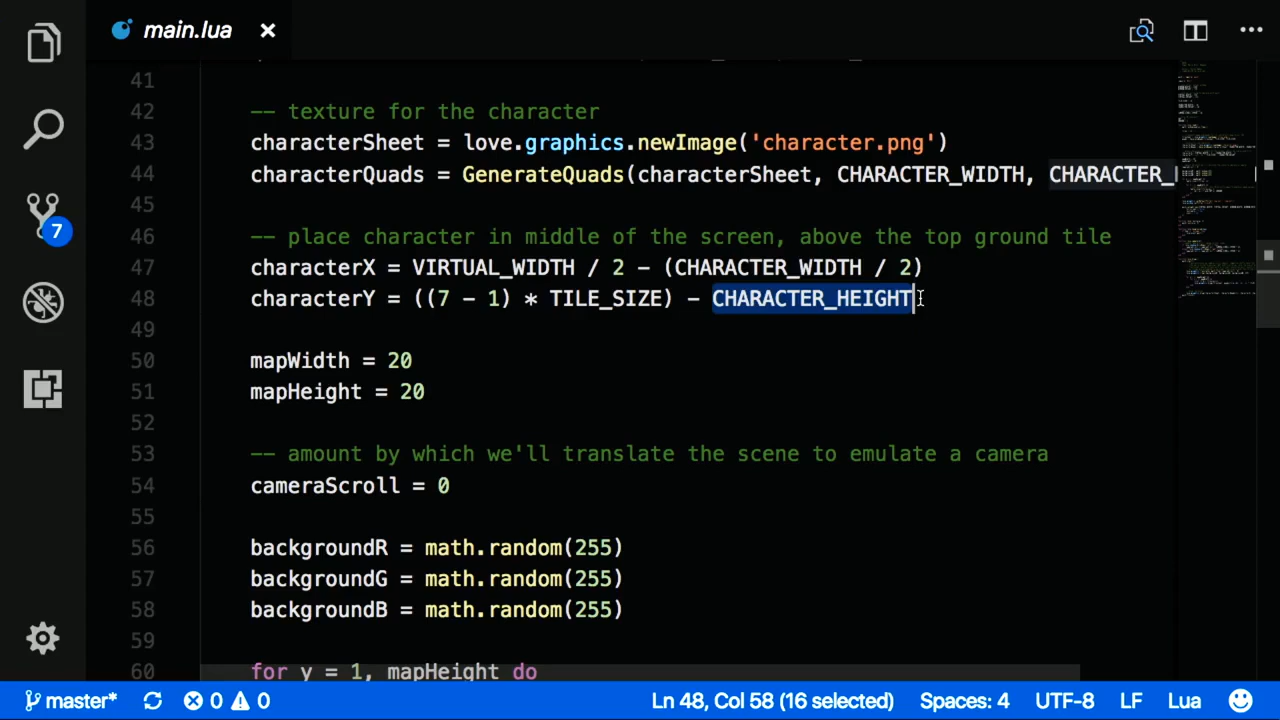 main.lua
41
42 -- texture for the character
43 characterSheet = love.graphics.newImage('character.png')
44 characterQuads = GenerateQuads(characterSheet, CHARACTER_WIDTH, CHARACTER_
45
46 -- place character in middle of the screen, above the top ground tile
47 characterX = VIRTUAL_WIDTH / 2 - (CHARACTER_WIDTH / 2)
48 characterY = ((7 - 1) * TILE_SIZE) - CHARACTER_HEIGHT
49
50 mapWidth = 20
51 mapHeight = 20
52
53 -- amount by which we'll translate the scene to emulate a camera
54 cameraScroll = 0
55
56 backgroundR = math.random(255)
57 backgroundG = math.random(255)
58 backgroundB = math.random(255)
59
60 for y = 1, mapHeight do
7
master* 0 0 Ln 48, Col 58 (16 selected) Spaces: 4 UTF-8 LF Lua